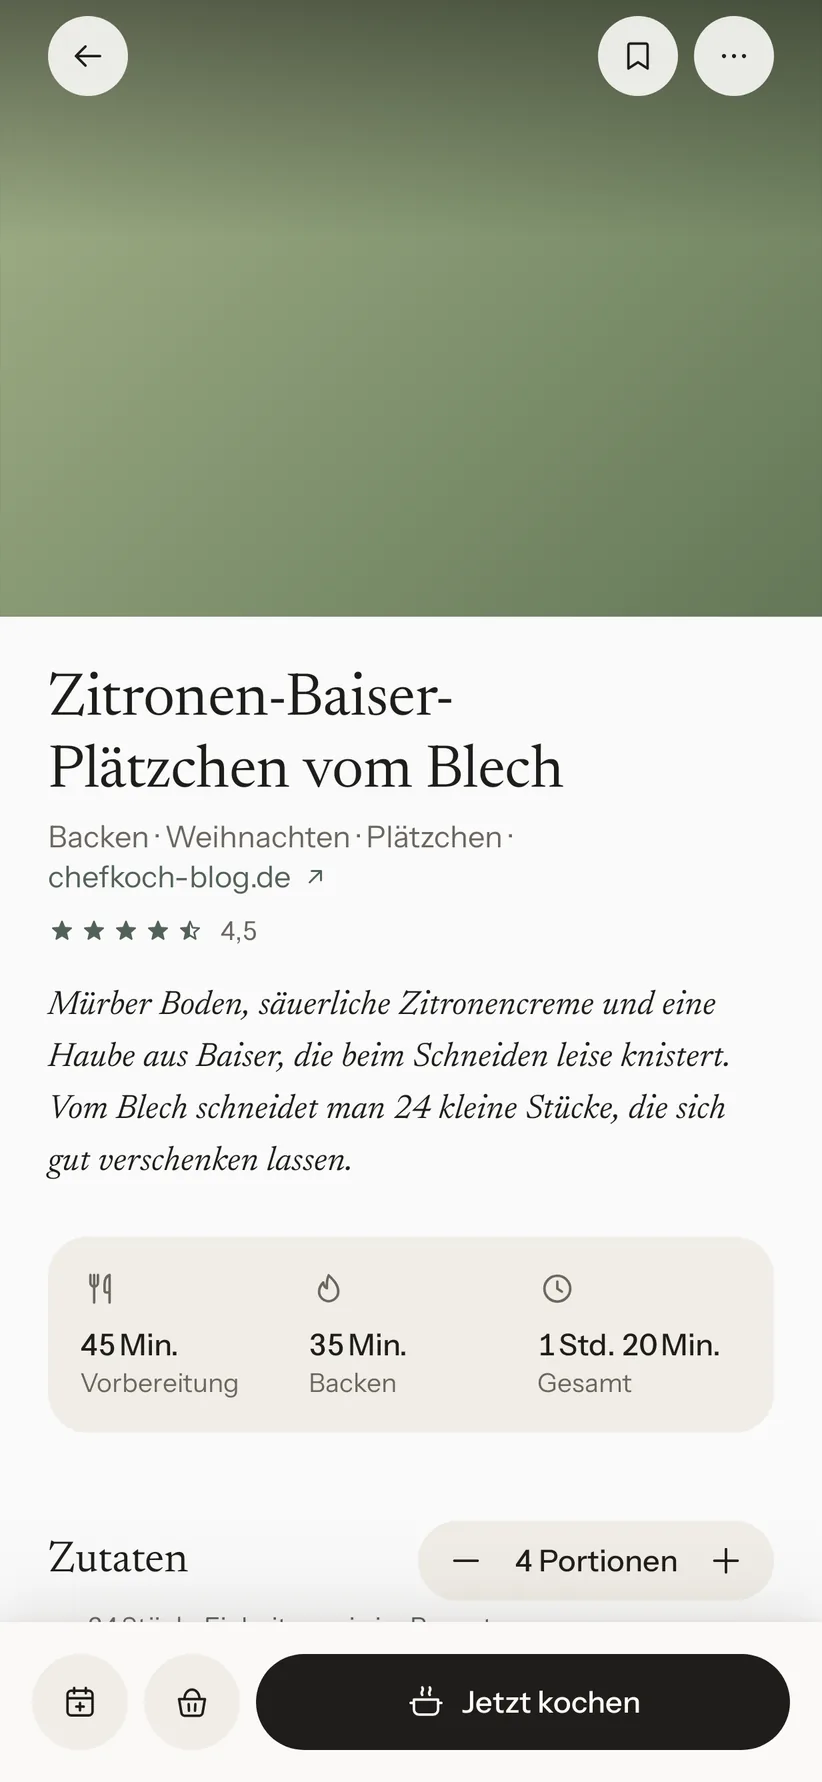 Zitronen-Baiser-
Plätzchen vom Blech
Backen · Weihnachten · Plätzchen ·
chefkoch-blog.de ↗
4,5
Mürber Boden, säuerliche Zitronencreme und eine
Haube aus Baiser, die beim Schneiden leise knistert.
Vom Blech schneidet man 24 kleine Stücke, die sich
gut verschenken lassen.
45 Min. 35 Min. 1 Std. 20 Min.
Vorbereitung Backen Gesamt
Zutaten
4 Portionen
Jetzt kochen